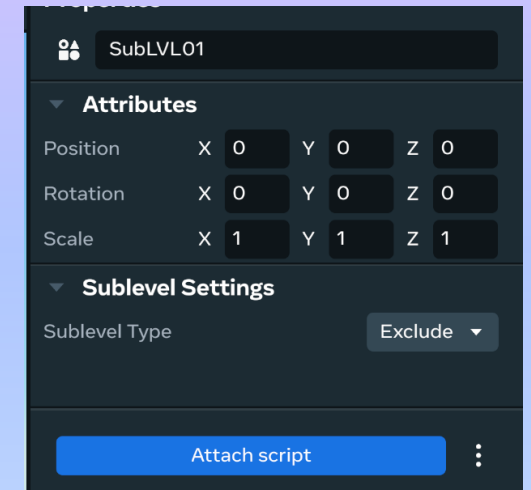 Properties
SubLVL01
Attributes
Position X 0 Y 0 Z 0
Rotation X 0 Y 0 Z 0
Scale X 1 Y 1 Z 1
Sublevel Settings
Sublevel Type Exclude
Attach script